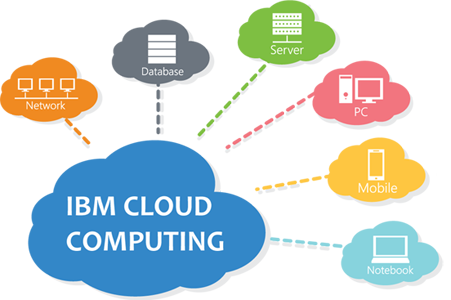 Server
Database
Network
PC
Mobile
IBM CLOUD
COMPUTING
Notebook